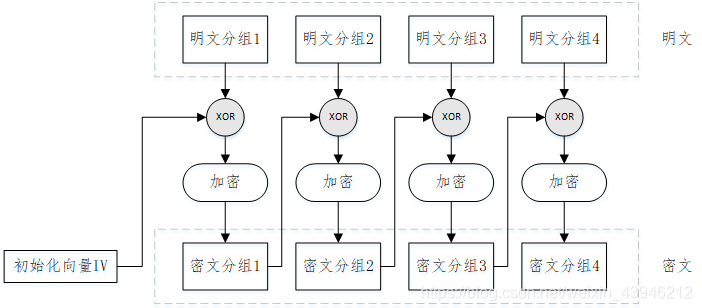 明文分组1 明文分组2 明文分组3 明文分组4 明文
XOR XOR XOR XOR
加密 加密 加密 加密
初始化向量IV 密文分组1 密文分组2 密文分组3 密文分组4 密文
https://blog.csdn.net/weixin_43946212